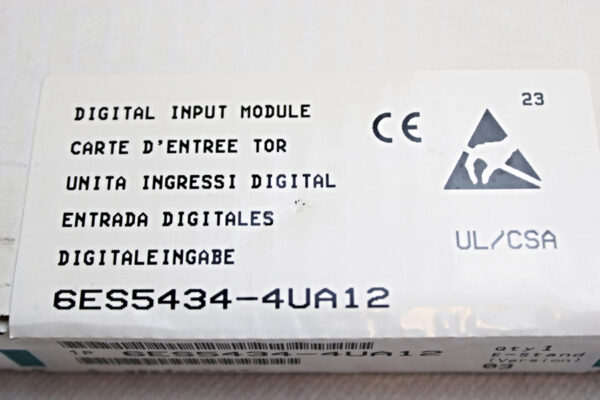 23
DIGITAL INPUT MODULE
CE
CARTE D'ENTREE TOR
UNITA INGRESSI DIGITAL
ENTRADA DIGITALES
UL/CSA
DIGITALEINGABE
6ES5434-4UA12
1P 6ES5434-4UA12
Qty 1
E-Stand
(Version)
03